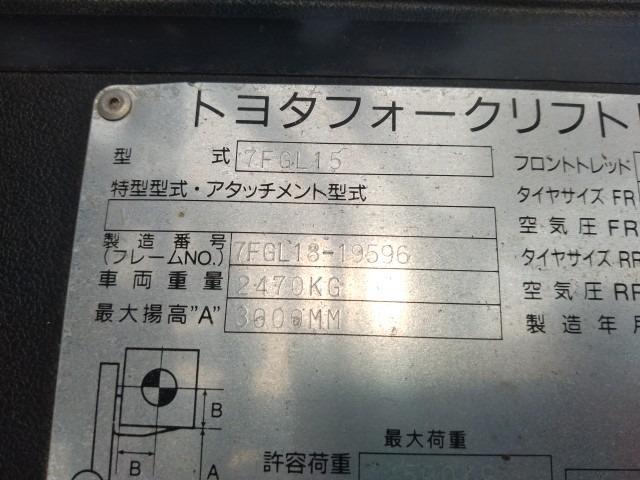 トヨタフォークリフト
型 式 7FGL15
特型型式・アタッチメント型式
製造番号
(フレームNO.) 7FGL18-19596
車両重量 2470KG
最大揚高"A" 3000MM
フロントトレッド
タイヤサイズ FR
空気圧 FR
タイヤサイズ RR
空気圧 RR
製造年月
B
B
A
最大荷重
許容荷重